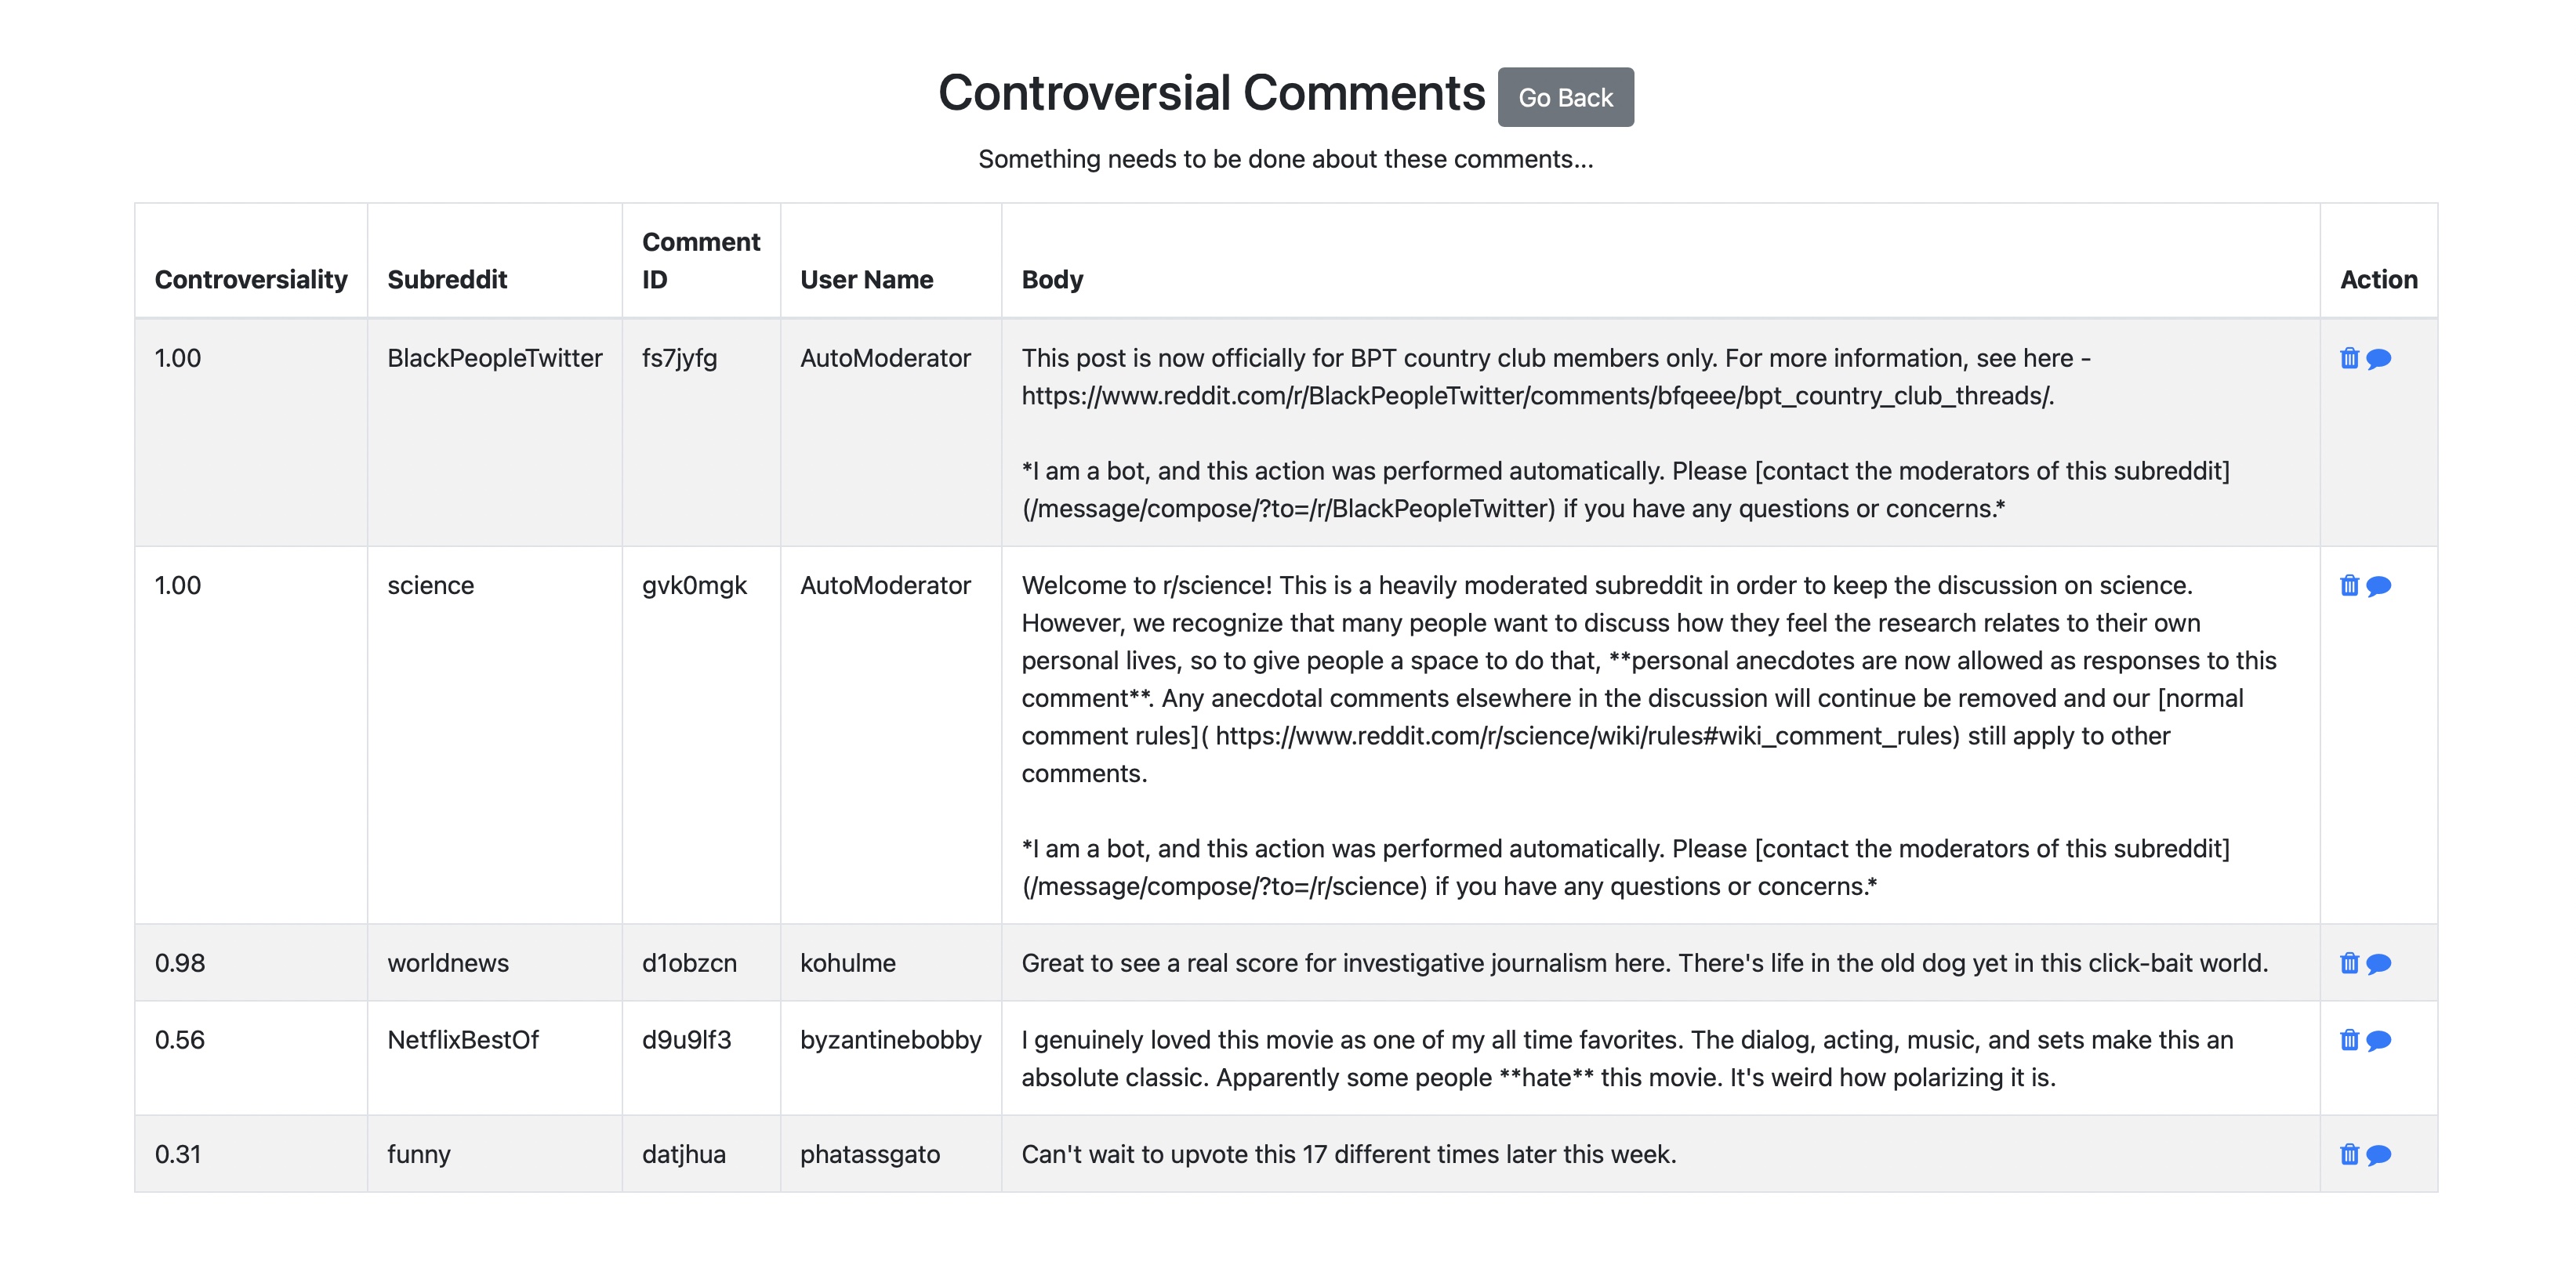 Controversial Comments Go Back
Something needs to be done about these comments...
Controversiality Subreddit Comment ID User Name Body Action
1.00 BlackPeopleTwitter fs7jyfg AutoModerator This post is now officially for BPT country club members only. For more information, see here -
https://www.reddit.com/r/BlackPeopleTwitter/comments/bfqeee/bpt_country_club_threads/.
*I am a bot, and this action was performed automatically. Please [contact the moderators of this subreddit]
(/message/compose/?to=/r/BlackPeopleTwitter) if you have any questions or concerns.*
1.00 science gvk0mgk AutoModerator Welcome to r/science! This is a heavily moderated subreddit in order to keep the discussion on science.
However, we recognize that many people want to discuss how they feel the research relates to their own
personal lives, so to give people a space to do that, **personal anecdotes are now allowed as responses to this
comment**. Any anecdotal comments elsewhere in the discussion will continue be removed and our [normal
comment rules]( https://www.reddit.com/r/science/wiki/rules#wiki_comment_rules) still apply to other
comments.
*I am a bot, and this action was performed automatically. Please [contact the moderators of this subreddit]
(/message/compose/?to=/r/science) if you have any questions or concerns.*
0.98 worldnews d1obzcn kohulme Great to see a real score for investigative journalism here. There's life in the old dog yet in this click-bait world.
0.56 NetflixBestOf d9u9lf3 byzantinebobby I genuinely loved this movie as one of my all time favorites. The dialog, acting, music, and sets make this an
absolute classic. Apparently some people **hate** this movie. It's weird how polarizing it is.
0.31 funny datjhua phatassgato Can't wait to upvote this 17 different times later this week.